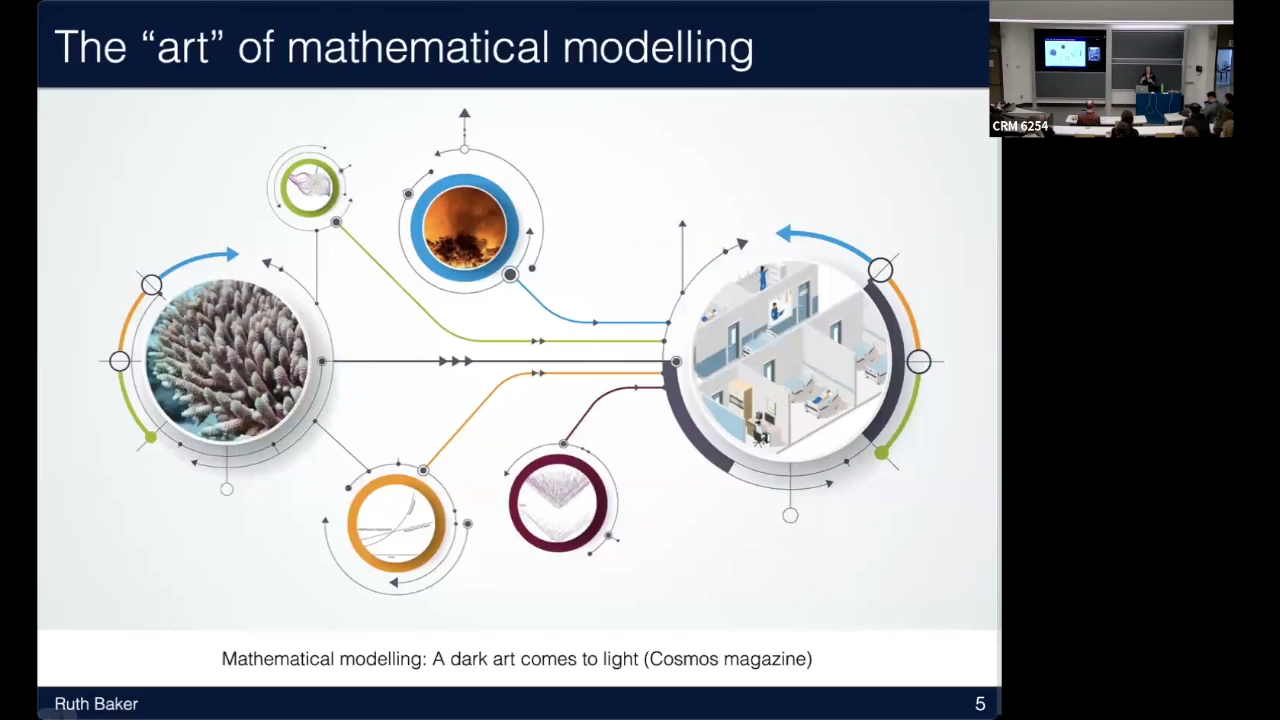 The “art” of mathematical modelling
CRM 6254
Mathematical modelling: A dark art comes to light (Cosmos magazine)
Ruth Baker
5